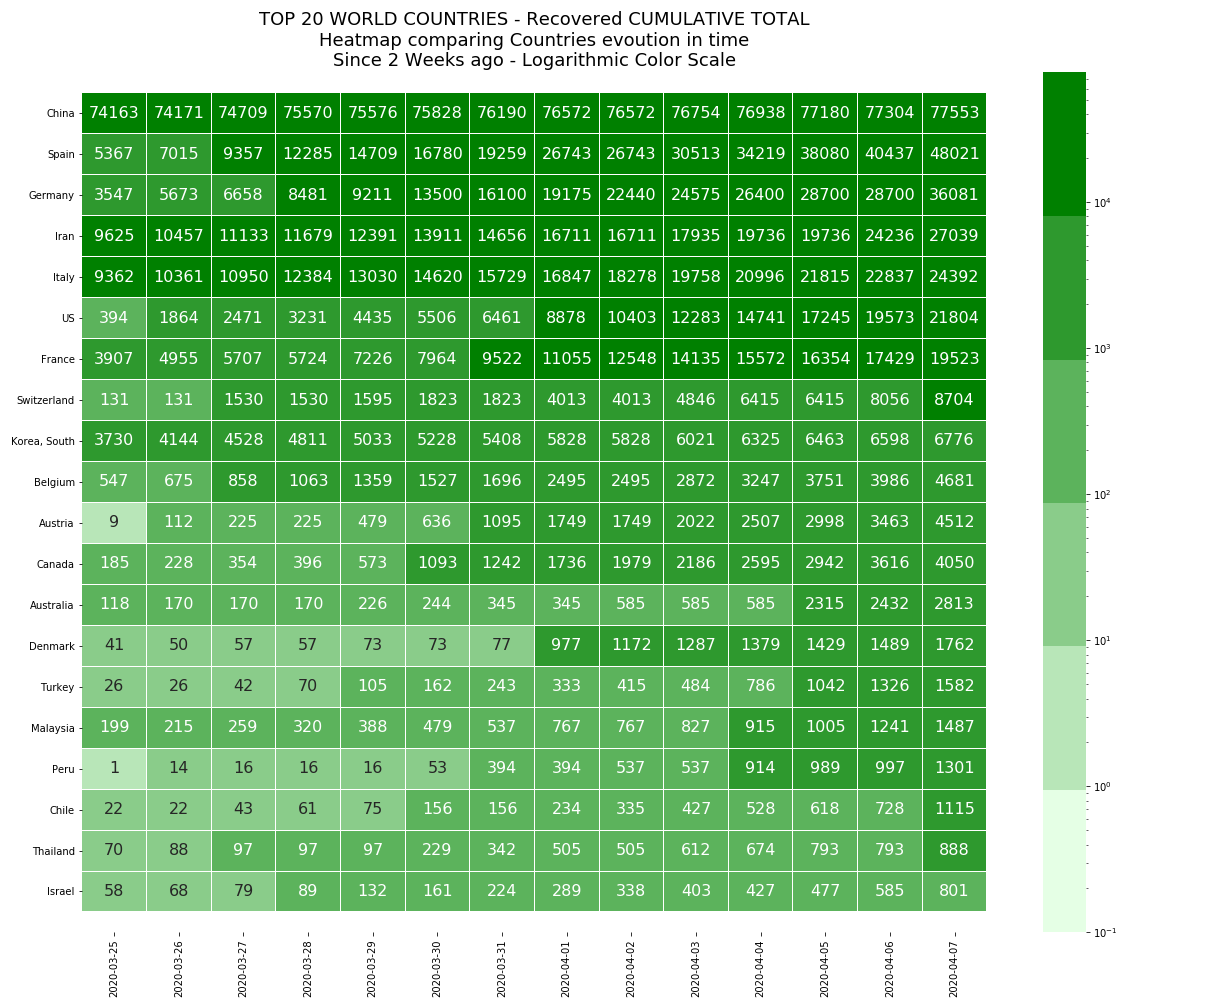 TOP 20 WORLD COUNTRIES - Recovered CUMULATIVE TOTAL
Heatmap comparing Countries evoution in time
Since 2 Weeks ago - Logarithmic Color Scale
China 74163 74171 74709 75570 75576 75828 76190 76572 76572 76754 76938 77180 77304 77553
Spain 5367 7015 9357 12285 14709 16780 19259 26743 26743 30513 34219 38080 40437 48021
Germany 3547 5673 6658 8481 9211 13500 16100 19175 22440 24575 26400 28700 28700 36081
Iran 9625 10457 11133 11679 12391 13911 14656 16711 16711 17935 19736 19736 24236 27039
Italy 9362 10361 10950 12384 13030 14620 15729 16847 18278 19758 20996 21815 22837 24392
US 394 1864 2471 3231 4435 5506 6461 8878 10403 12283 14741 17245 19573 21804
France 3907 4955 5707 5724 7226 7964 9522 11055 12548 14135 15572 16354 17429 19523
Switzerland 131 131 1530 1530 1595 1823 1823 4013 4013 4846 6415 6415 8056 8704
Korea, South 3730 4144 4528 4811 5033 5228 5408 5828 5828 6021 6325 6463 6598 6776
Belgium 547 675 858 1063 1359 1527 1696 2495 2495 2872 3247 3751 3986 4681
Austria 9 112 225 225 479 636 1095 1749 1749 2022 2507 2998 3463 4512
Canada 185 228 354 396 573 1093 1242 1736 1979 2186 2595 2942 3616 4050
Australia 118 170 170 170 226 244 345 345 585 585 585 2315 2432 2813
Denmark 41 50 57 57 73 73 77 977 1172 1287 1379 1429 1489 1762
Turkey 26 26 42 70 105 162 243 333 415 484 786 1042 1326 1582
Malaysia 199 215 259 320 388 479 537 767 767 827 915 1005 1241 1487
Peru 1 14 16 16 16 53 394 394 537 537 914 989 997 1301
Chile 22 22 43 61 75 156 156 234 335 427 528 618 728 1115
Thailand 70 88 97 97 97 229 342 505 505 612 674 793 793 888
Israel 58 68 79 89 132 161 224 289 338 403 427 477 585 801
2020-03-25 2020-03-26 2020-03-27 2020-03-28 2020-03-29 2020-03-30 2020-03-31 2020-04-01 2020-04-02 2020-04-03 2020-04-04 2020-04-05 2020-04-06 2020-04-07
10⁴
10³
10²
10¹
10⁰
10⁻¹